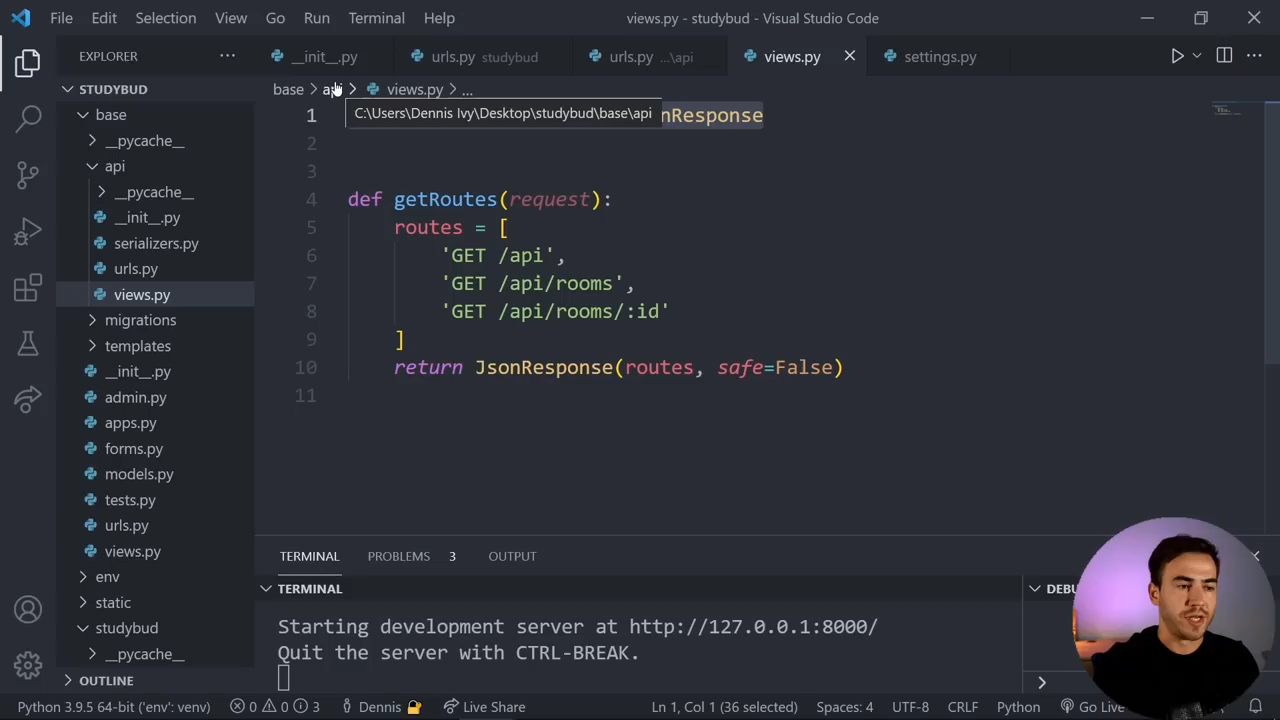 File Edit Selection View Go Run Terminal Help
views.py - studybud - Visual Studio Code
EXPLORER
__init__.py
urls.py studybud
urls.py ...\api
views.py
settings.py
STUDYBUD
base
__pycache__
api
__pycache__
__init__.py
serializers.py
urls.py
views.py
migrations
templates
__init__.py
admin.py
apps.py
forms.py
models.py
tests.py
urls.py
views.py
env
static
studybud
__pycache__
OUTLINE
base > api > views.py > ...
C:\Users\Dennis Ivy\Desktop\studybud\base\api
1 nResponse
2
3
4 def getRoutes(request):
5 routes = [
6 'GET /api',
7 'GET /api/rooms',
8 'GET /api/rooms/:id'
9 ]
10 return JsonResponse(routes, safe=False)
11
TERMINAL PROBLEMS 3 OUTPUT
TERMINAL
Starting development server at http://127.0.0.1:8000/
Quit the server with CTRL-BREAK.
Python 3.9.5 64-bit ('env': venv) 0 0 3 Dennis Live Share Ln 1, Col 1 (36 selected) Spaces: 4 UTF-8 CRLF Python Go Live